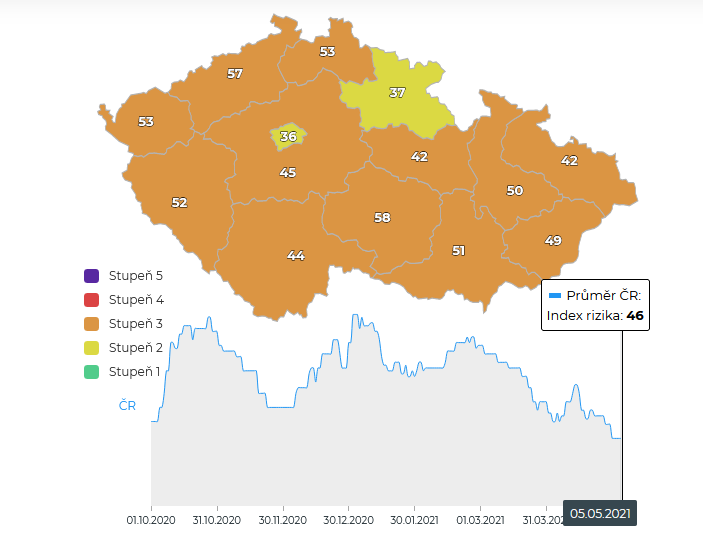 53
57
37
53
36
42
42
45
50
52
58
49
51
44
Stupeň 5
Stupeň 4
Stupeň 3
Stupeň 2
Stupeň 1
Průměr ČR:
Index rizika: 46
ČR
01.10.2020 31.10.2020 30.11.2020 30.12.2020 30.01.2021 01.03.2021 31.03.20
05.05.2021